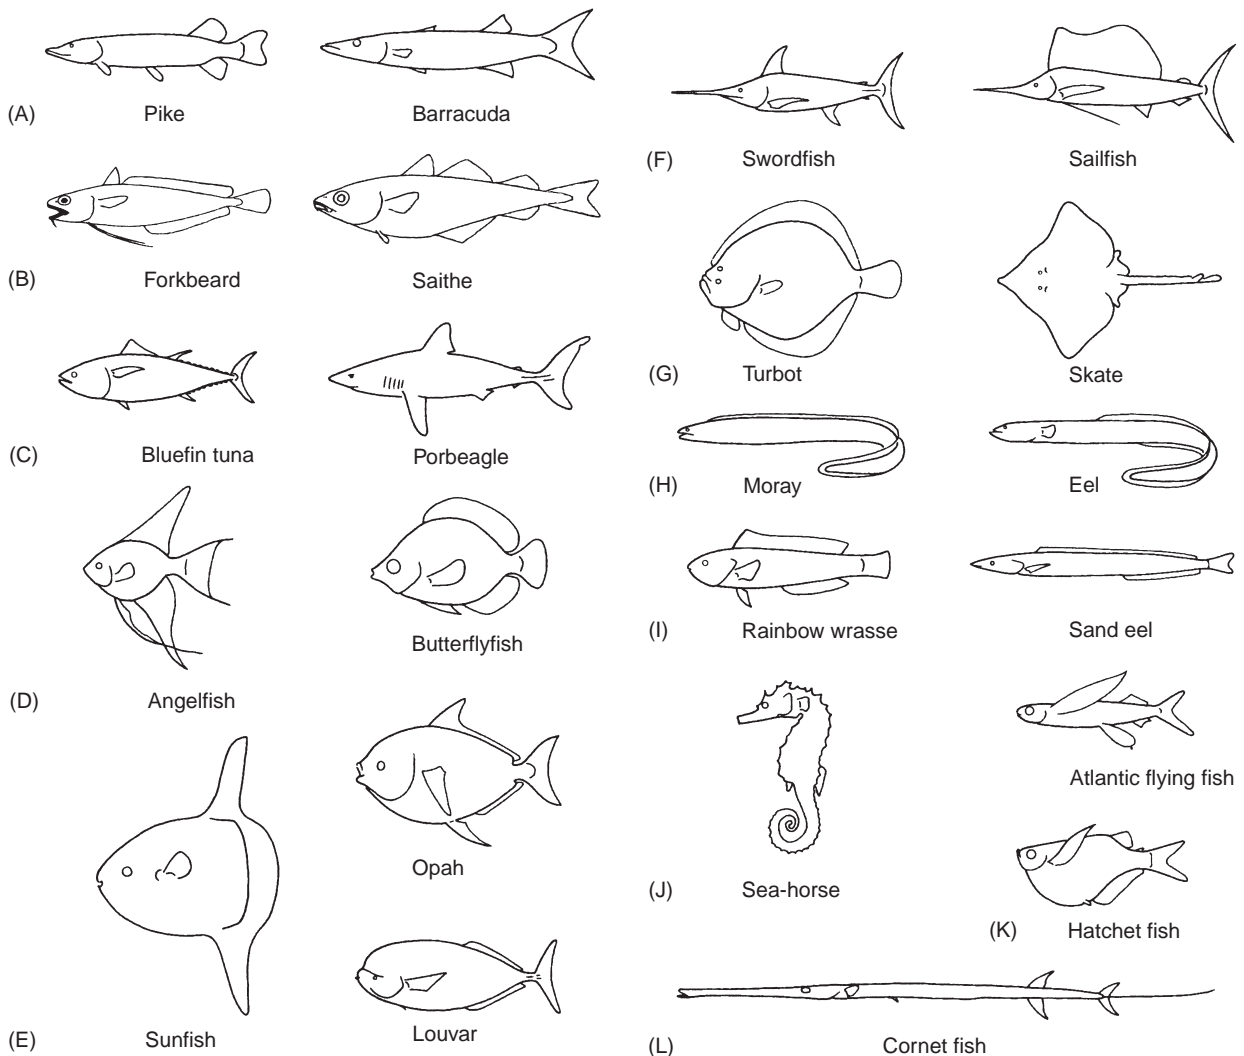 (A) Pike Barracuda
(B) Forkbeard Saithe
(C) Bluefin tuna Porbeagle
Butterflyfish
(D) Angelfish
Opah
(E) Sunfish Louvar
(F) Swordfish Sailfish
(G) Turbot Skate
(H) Moray Eel
(I) Rainbow wrasse Sand eel
Atlantic flying fish
(J) Sea-horse
(K) Hatchet fish
(L) Cornet fish